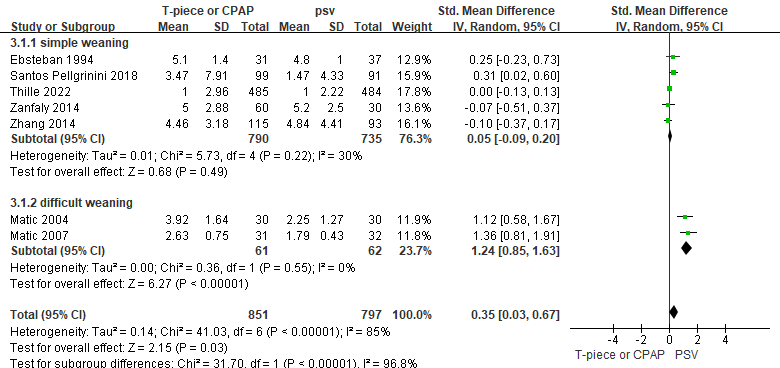 T-piece or CPAP psv Std. Mean Difference Std. Mean Difference
Study or Subgroup Mean SD Total Mean SD Total Weight IV, Random, 95% CI IV, Random, 95% CI
3.1.1 simple weaning
Ebsteban 1994 5.1 1.4 31 4.8 1 37 12.9% 0.25 [-0.23, 0.73]
Santos Pellgrinini 2018 3.47 7.91 99 1.47 4.33 91 16.0% 0.31 [0.02, 0.60]
Thille 2022 1 2.96 485 1 2.22 484 17.8% 0.00 [-0.13, 0.13]
Zanfaly 2014 5 2.88 60 5.2 2.5 30 13.4% -0.07 [-0.51, 0.37]
Zhang 2014 4.46 3.18 115 4.84 4.41 93 16.1% -0.10 [-0.37, 0.17]
Subtotal (95% CI) 790 735 76.3% 0.05 [-0.09, 0.20]
Heterogeneity: Tau² = 0.01; Chi² = 5.73, df = 4 (P = 0.22); I² = 30%
Test for overall effect: Z = 0.68 (P = 0.49)
3.1.2 difficult weaning
Matic 2004 3.92 1.64 30 2.25 1.27 30 11.9% 1.12 [0.58, 1.67]
Matic 2007 2.63 0.75 31 1.79 0.43 32 11.8% 1.36 [0.81, 1.91]
Subtotal (95% CI) 61 62 23.7% 1.24 [0.85, 1.63]
Heterogeneity: Tau² = 0.00; Chi² = 0.36, df = 1 (P = 0.55); I² = 0%
Test for overall effect: Z = 6.27 (P < 0.00001)
Total (95% CI) 851 797 100.0% 0.35 [0.03, 0.67]
Heterogeneity: Tau² = 0.14; Chi² = 41.03, df = 6 (P < 0.00001); I² = 85%
Test for overall effect: Z = 2.15 (P = 0.03)
Test for subgroup differences: Chi² = 31.70, df = 1 (P < 0.00001), I² = 96.8%
-4 -2 0 2 4
T-piece or CPAP PSV